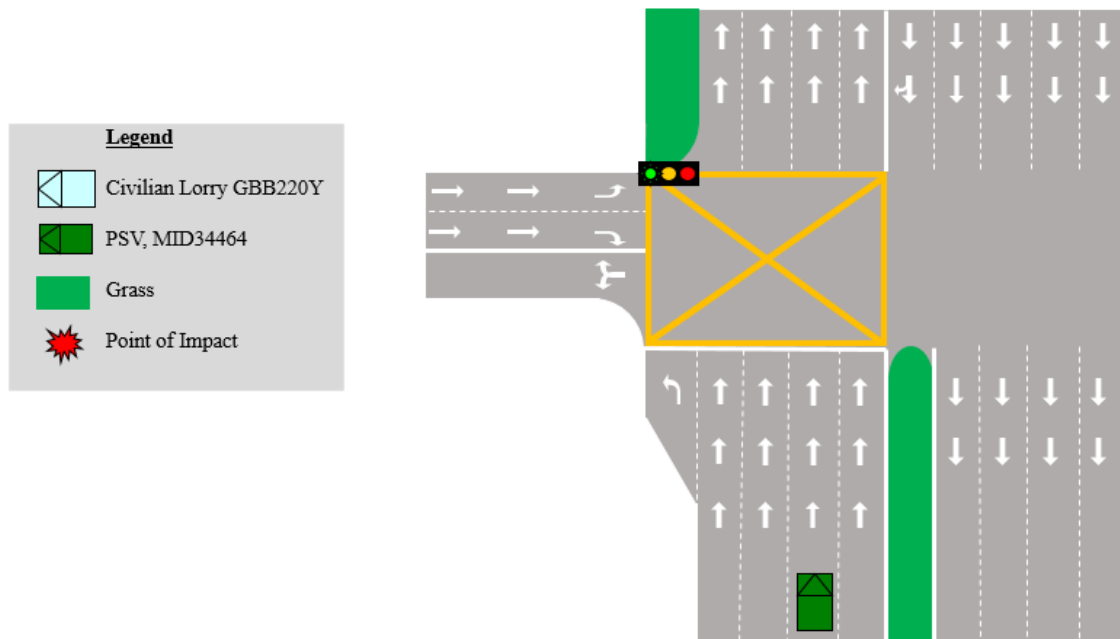 Legend
Civilian Lorry GBB220Y
PSV, MID34464
Grass
Point of Impact